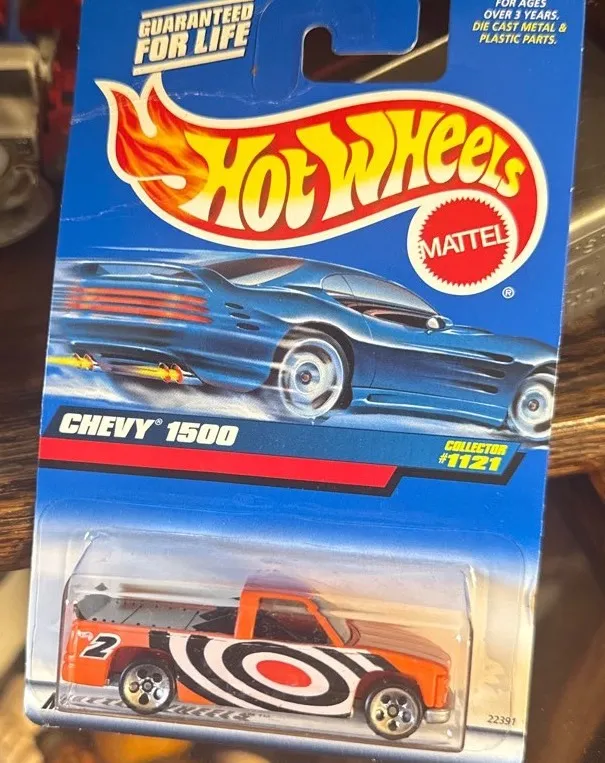 GUARANTEED
FOR LIFE
FOR AGES
OVER 3 YEARS.
DIE CAST METAL &
PLASTIC PARTS.
HOT WHEELS
MATTEL
®
CHEVY® 1500
COLLECTOR
#1121
2
22391